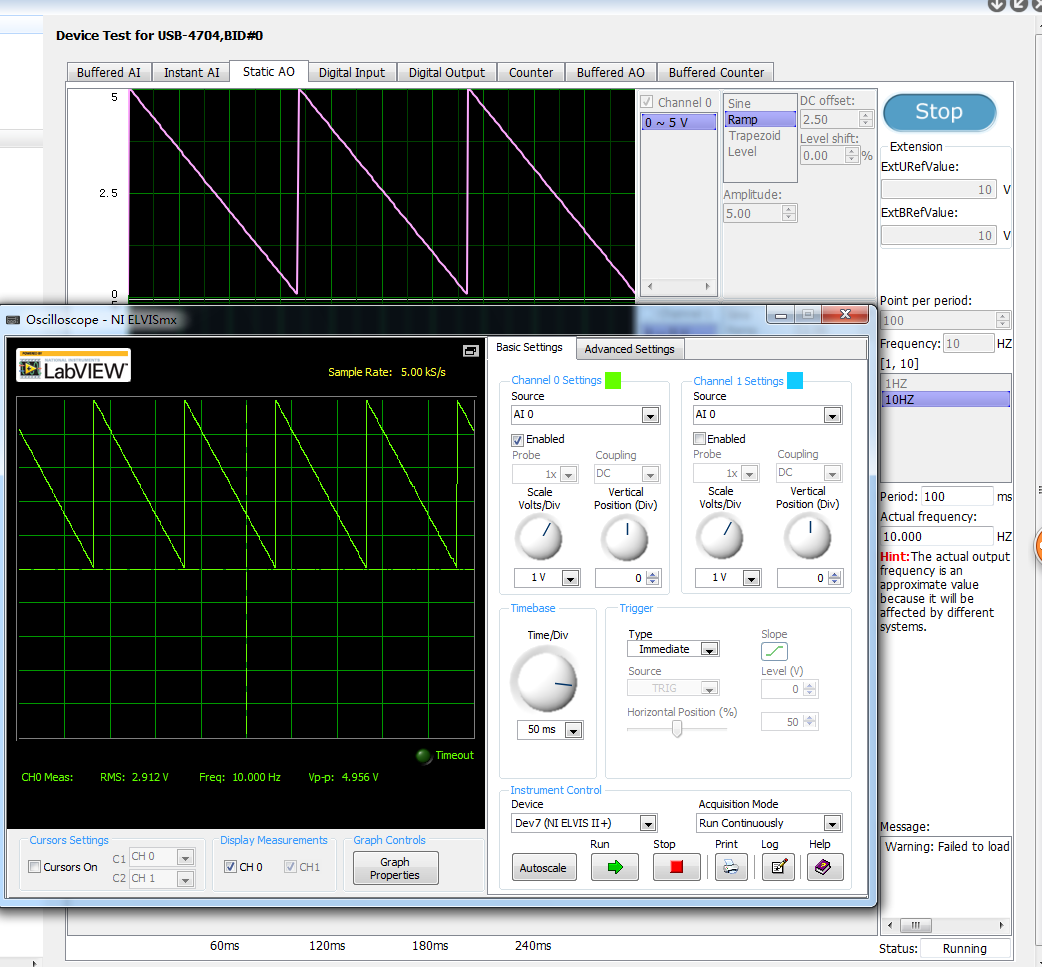 Device Test for USB-4704,BID#0
Buffered AI
Instant AI
Static AO
Digital Input
Digital Output
Counter
Buffered AO
Buffered Counter
5
2.5
0
Channel 0
0 ~ 5 V
Sine
Ramp
Trapezoid
Level
DC offset:
2.50
Level shift:
0.00 %
Amplitude:
5.00
Stop
Extension
ExtURefValue:
10 V
ExtBRefValue:
10 V
Point per period:
100
Frequency: 10 HZ
[1, 10]
1HZ
10HZ
Period: 100 ms
Actual frequency:
10.000 HZ
Hint:The actual output
frequency is an
approximate value
because it will be
affected by different
systems.
Message:
Warning: Failed to load
Status: Running
Oscilloscope - NI ELVISmx
POWERED BY
NATIONAL INSTRUMENTS
LabVIEW™
Sample Rate: 5.00 kS/s
Timeout
CH0 Meas: RMS: 2.912 V Freq: 10.000 Hz Vp-p: 4.956 V
Cursors Settings
Cursors On
C1 CH 0
C2 CH 1
Display Measurements
CH 0
CH1
Graph Controls
Graph
Properties
Basic Settings
Advanced Settings
Channel 0 Settings
Source
AI 0
Enabled
Probe
1x
Coupling
DC
Scale
Volts/Div
Vertical
Position (Div)
1 V
0
Channel 1 Settings
Source
AI 0
Enabled
Probe
1x
Coupling
DC
Scale
Volts/Div
Vertical
Position (Div)
1 V
0
Timebase
Time/Div
50 ms
Trigger
Type
Immediate
Source
TRIG
Horizontal Position (%)
Slope
Level (V)
0
50
Instrument Control
Device
Dev7 (NI ELVIS II+)
Acquisition Mode
Run Continuously
Autoscale
Run
Stop
Print
Log
Help
60ms
120ms
180ms
240ms